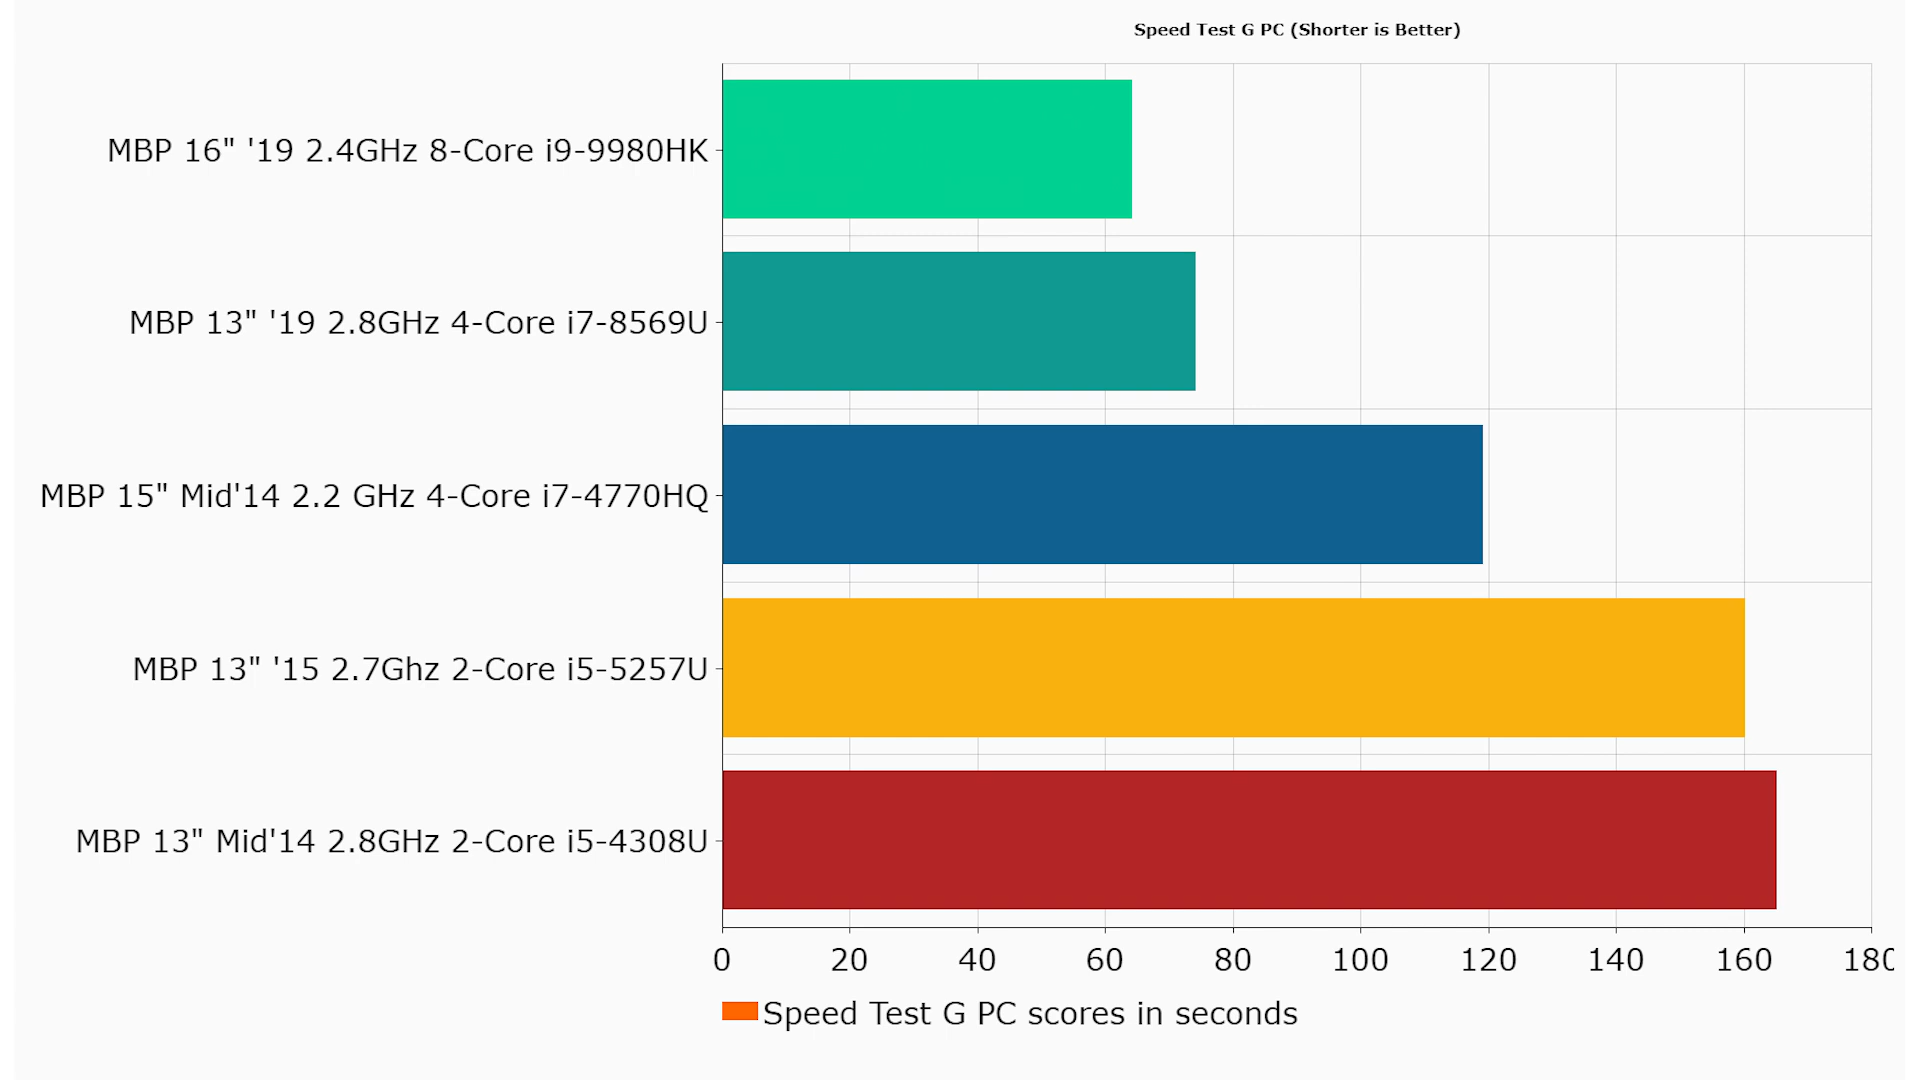 Speed Test G PC (Shorter is Better)
MBP 16" '19 2.4GHz 8-Core i9-9980HK
MBP 13" '19 2.8GHz 4-Core i7-8569U
MBP 15" Mid'14 2.2 GHz 4-Core i7-4770HQ
MBP 13" '15 2.7Ghz 2-Core i5-5257U
MBP 13" Mid'14 2.8GHz 2-Core i5-4308U
0 20 40 60 80 100 120 140 160 180
Speed Test G PC scores in seconds